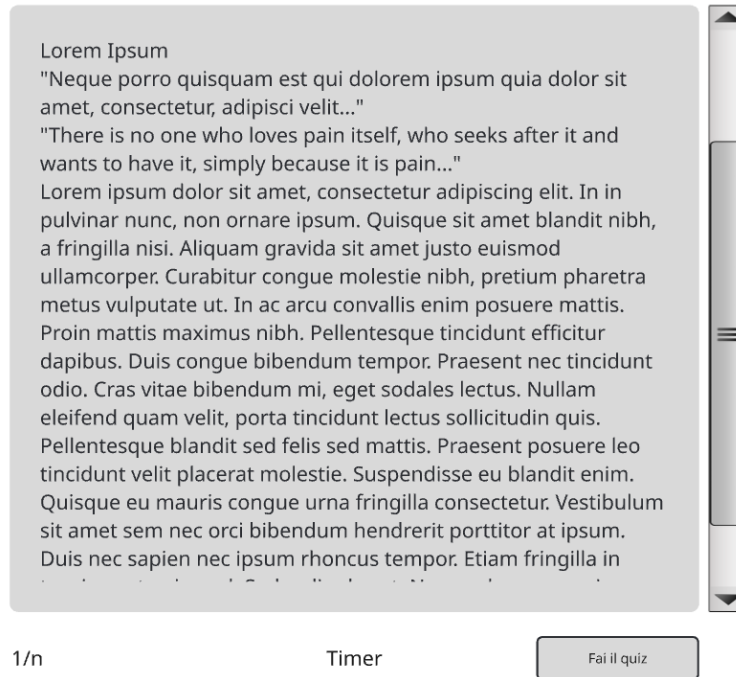 Lorem Ipsum
"Neque porro quisquam est qui dolorem ipsum quia dolor sit
amet, consectetur, adipisci velit..."
"There is no one who loves pain itself, who seeks after it and
wants to have it, simply because it is pain..."
Lorem ipsum dolor sit amet, consectetur adipiscing elit. In in
pulvinar nunc, non ornare ipsum. Quisque sit amet blandit nibh,
a fringilla nisi. Aliquam gravida sit amet justo euismod
ullamcorper. Curabitur congue molestie nibh, pretium pharetra
metus vulputate ut. In ac arcu convallis enim posuere mattis.
Proin mattis maximus nibh. Pellentesque tincidunt efficitur
dapibus. Duis congue bibendum tempor. Praesent nec tincidunt
odio. Cras vitae bibendum mi, eget sodales lectus. Nullam
eleifend quam velit, porta tincidunt lectus sollicitudin quis.
Pellentesque blandit sed felis sed mattis. Praesent posuere leo
tincidunt velit placerat molestie. Suspendisse eu blandit enim.
Quisque eu mauris congue urna fringilla consectetur. Vestibulum
sit amet sem nec orci bibendum hendrerit porttitor at ipsum.
Duis nec sapien nec ipsum rhoncus tempor. Etiam fringilla in
1/n
Timer
Fai il quiz